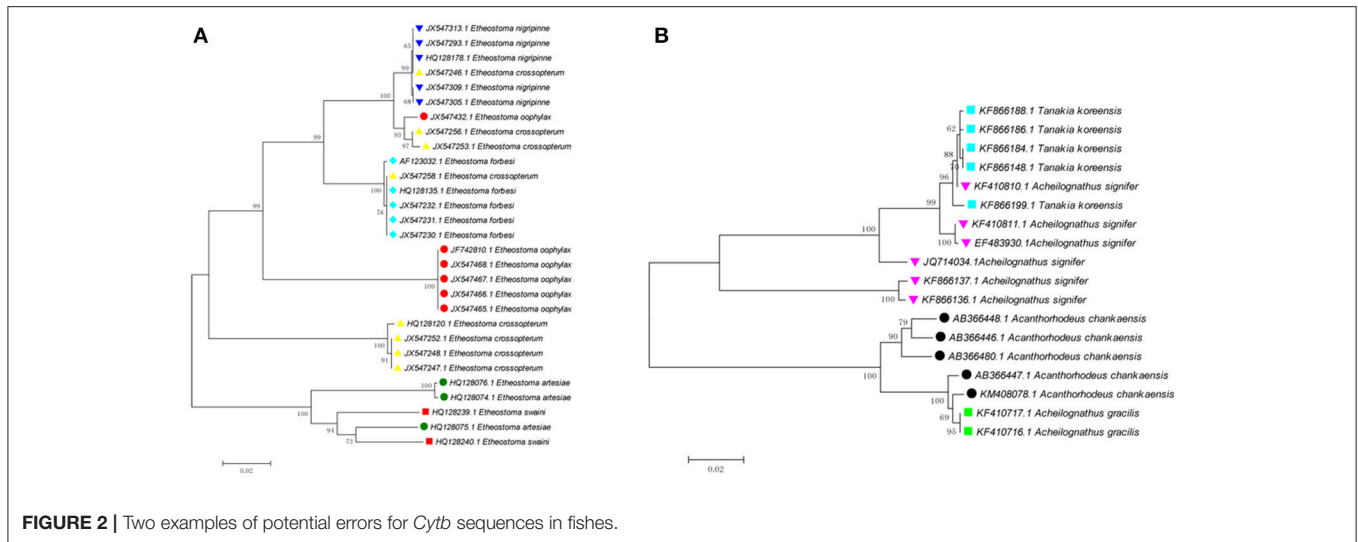 A
JX547313.1 Etheostoma nigripinne
JX547293.1 Etheostoma nigripinne
65
HQ128178.1 Etheostoma nigripinne
99
JX547246.1 Etheostoma crossopterum
JX547309.1 Etheostoma nigripinne
100
68
JX547305.1 Etheostoma nigripinne
JX547432.1 Etheostoma oophylax
93
JX547256.1 Etheostoma crossopterum
99
97
JX547253.1 Etheostoma crossopterum
AF123032.1 Etheostoma forbesi
JX547258.1 Etheostoma crossopterum
100
HQ128135.1 Etheostoma forbesi
JX547232.1 Etheostoma forbesi
76
JX547231.1 Etheostoma forbesi
99
JX547230.1 Etheostoma forbesi
JF742810.1 Etheostoma oophylax
JX547468.1 Etheostoma oophylax
JX547467.1 Etheostoma oophylax
100
JX547466.1 Etheostoma oophylax
JX547465.1 Etheostoma oophylax
HQ128120.1 Etheostoma crossopterum
100
JX547252.1 Etheostoma crossopterum
91
JX547248.1 Etheostoma crossopterum
JX547247.1 Etheostoma crossopterum
100
HQ128076.1 Etheostoma artesiae
HQ128074.1 Etheostoma artesiae
100
HQ128239.1 Etheostoma swaini
94
HQ128075.1 Etheostoma artesiae
73
HQ128240.1 Etheostoma swaini
0.02
B
KF866188.1 Tanakia koreensis
62
KF866186.1 Tanakia koreensis
88
KF866184.1 Tanakia koreensis
70
KF866148.1 Tanakia koreensis
96
KF410810.1 Acheilognathus signifer
99
KF866199.1 Tanakia koreensis
KF410811.1 Acheilognathus signifer
100
100
EF483930.1Acheilognathus signifer
JQ714034.1Acheilognathus signifer
KF866137.1 Acheilognathus signifer
100
KF866136.1 Acheilognathus signifer
79
AB366448.1 Acanthorhodeus chankaensis
90
AB366446.1 Acanthorhodeus chankaensis
AB366480.1 Acanthorhodeus chankaensis
100
AB366447.1 Acanthorhodeus chankaensis
100
KM408078.1 Acanthorhodeus chankaensis
69
KF410717.1 Acheilognathus gracilis
95
KF410716.1 Acheilognathus gracilis
0.02
FIGURE 2 | Two examples of potential errors for Cytb sequences in fishes.